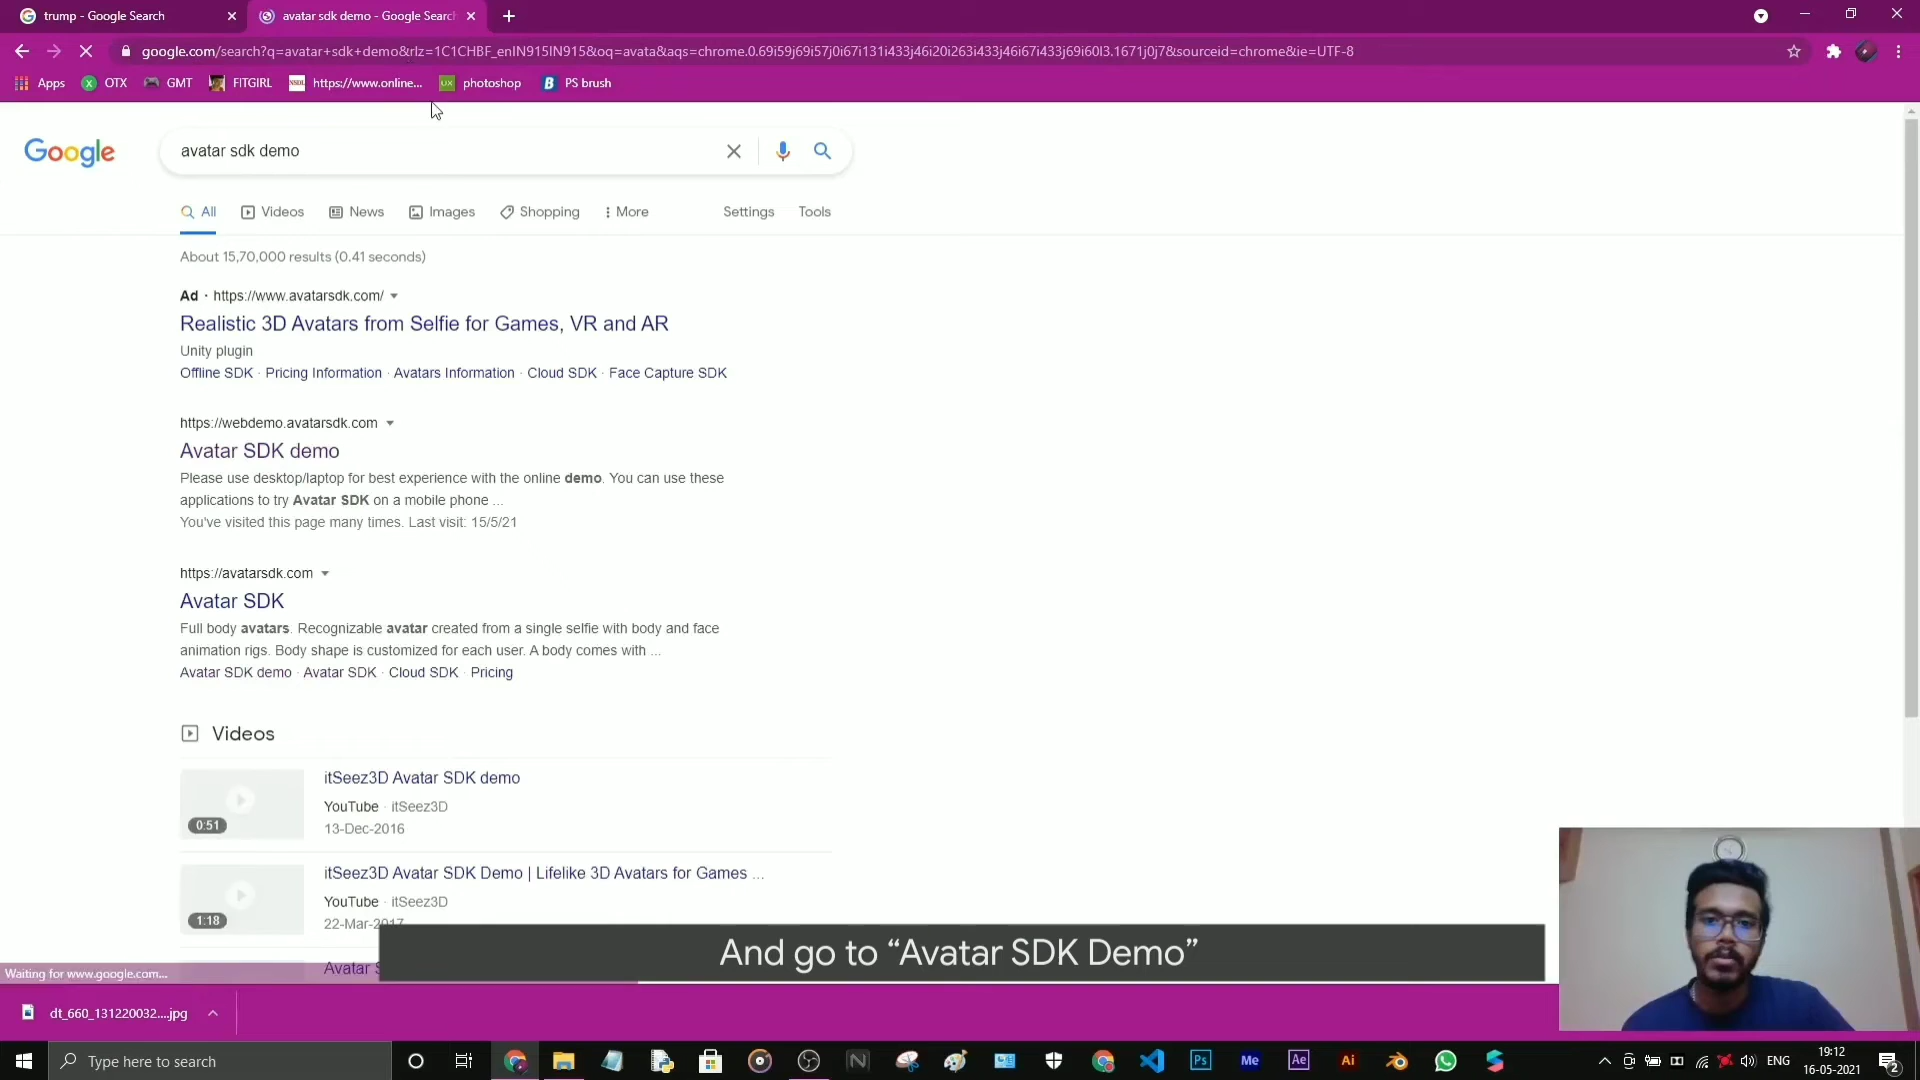 trump - Google Search
avatar sdk demo - Google Search
google.com/search?q=avatar+sdk+demo&rlz=1C1CHBF_enIN915IN915&oq=avata&aqs=chrome.0.69i59j69i57j0i67i131i433j46i20i263i433j46i67i433j69i60l3.1671j0j7&sourceid=chrome&ie=UTF-8
Apps OTX GMT FITGIRL https://www.online... photoshop PS brush
Google
avatar sdk demo
All Videos News Images Shopping More Settings Tools
About 15,70,000 results (0.41 seconds)
Ad · https://www.avatarsdk.com/
Realistic 3D Avatars from Selfie for Games, VR and AR
Unity plugin
Offline SDK · Pricing Information · Avatars Information · Cloud SDK · Face Capture SDK
https://webdemo.avatarsdk.com
Avatar SDK demo
Please use desktop/laptop for best experience with the online demo. You can use these
applications to try Avatar SDK on a mobile phone ...
You've visited this page many times. Last visit: 15/5/21
https://avatarsdk.com
Avatar SDK
Full body avatars. Recognizable avatar created from a single selfie with body and face
animation rigs. Body shape is customized for each user. A body comes with ...
Avatar SDK demo · Avatar SDK · Cloud SDK · Pricing
Videos
itSeez3D Avatar SDK demo
YouTube · itSeez3D
0:51
13-Dec-2016
itSeez3D Avatar SDK Demo | Lifelike 3D Avatars for Games ...
YouTube · itSeez3D
1:18
22-Mar-2017
Avatar S
And go to “Avatar SDK Demo”
Waiting for www.google.com...
dt_660_131220032....jpg
Type here to search
Ps Me Ae Ai
ENG
19:12
16-05-2021
2